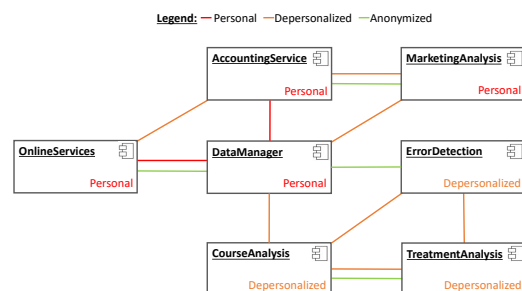 Legend: Personal Depersonalized Anonymized
AccountingService
Personal
MarketingAnalysis
Personal
OnlineServices
Personal
DataManager
Personal
ErrorDetection
Depersonalized
CourseAnalysis
Depersonalized
TreatmentAnalysis
Depersonalized